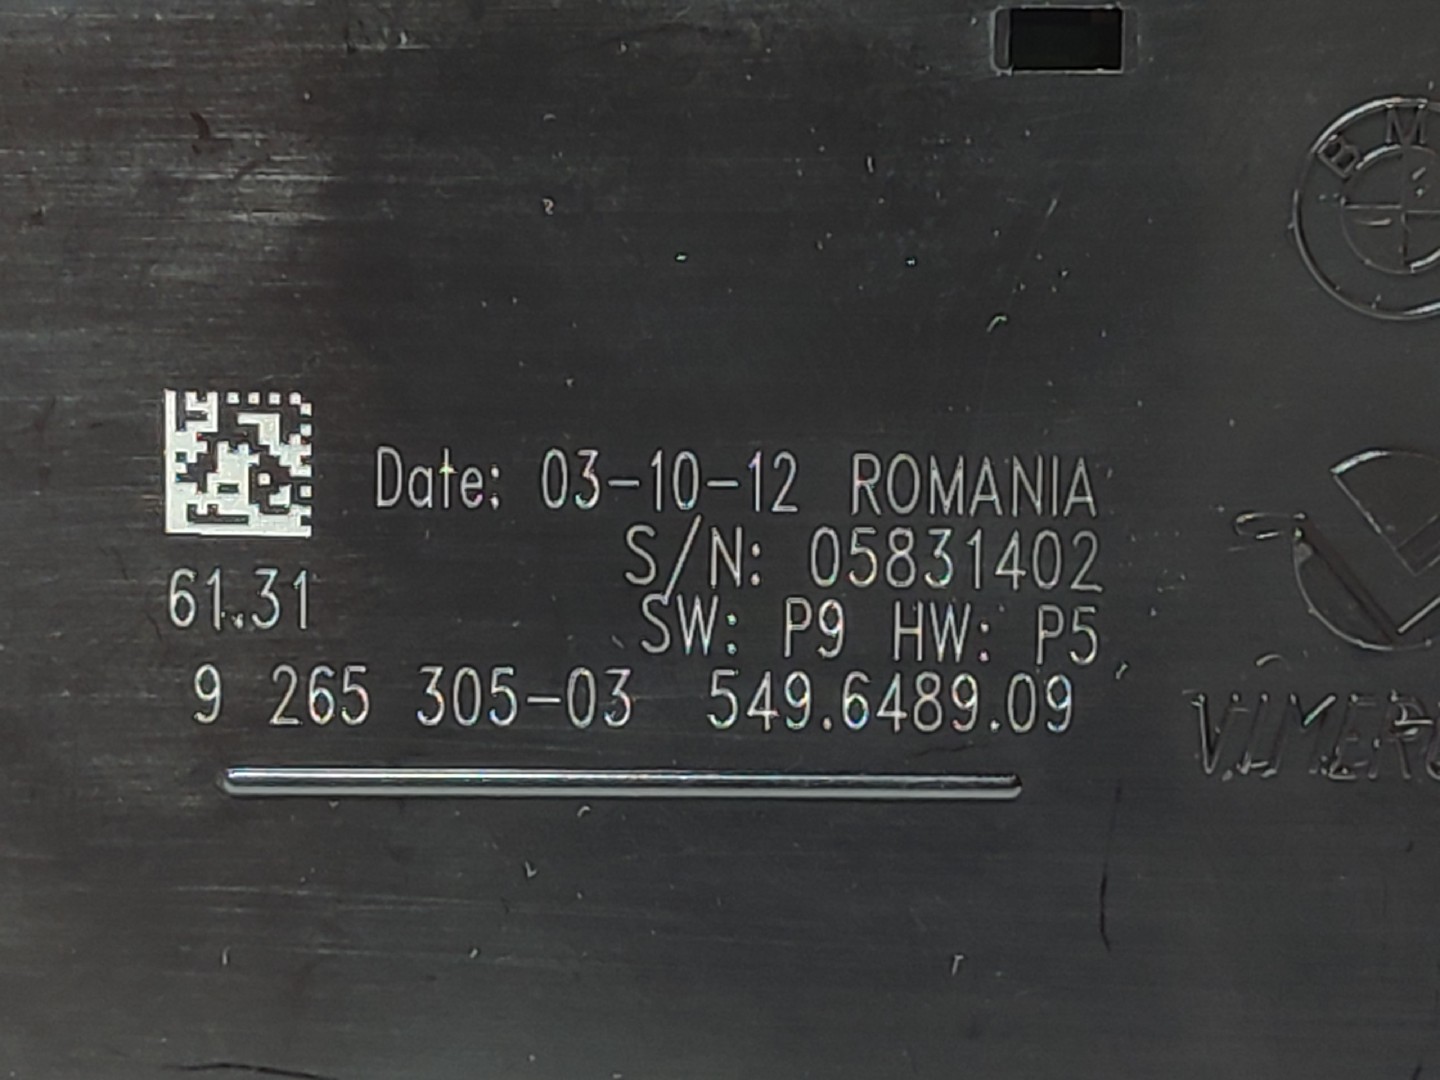 BM
Date: 03-10-12 ROMANIA
S/N: 05831402
61.31
SW: P9 HW: P5
9 265 305-03 549.6489.09